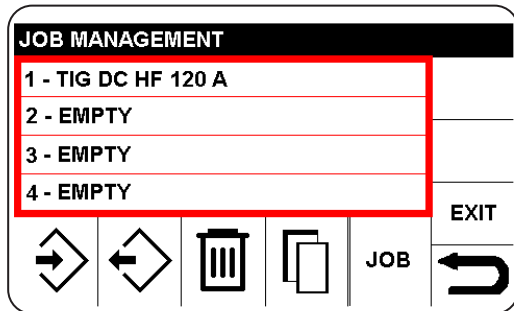 JOB MANAGEMENT
1 - TIG DC HF 120 A
2 - EMPTY
3 - EMPTY
4 - EMPTY
EXIT
JOB